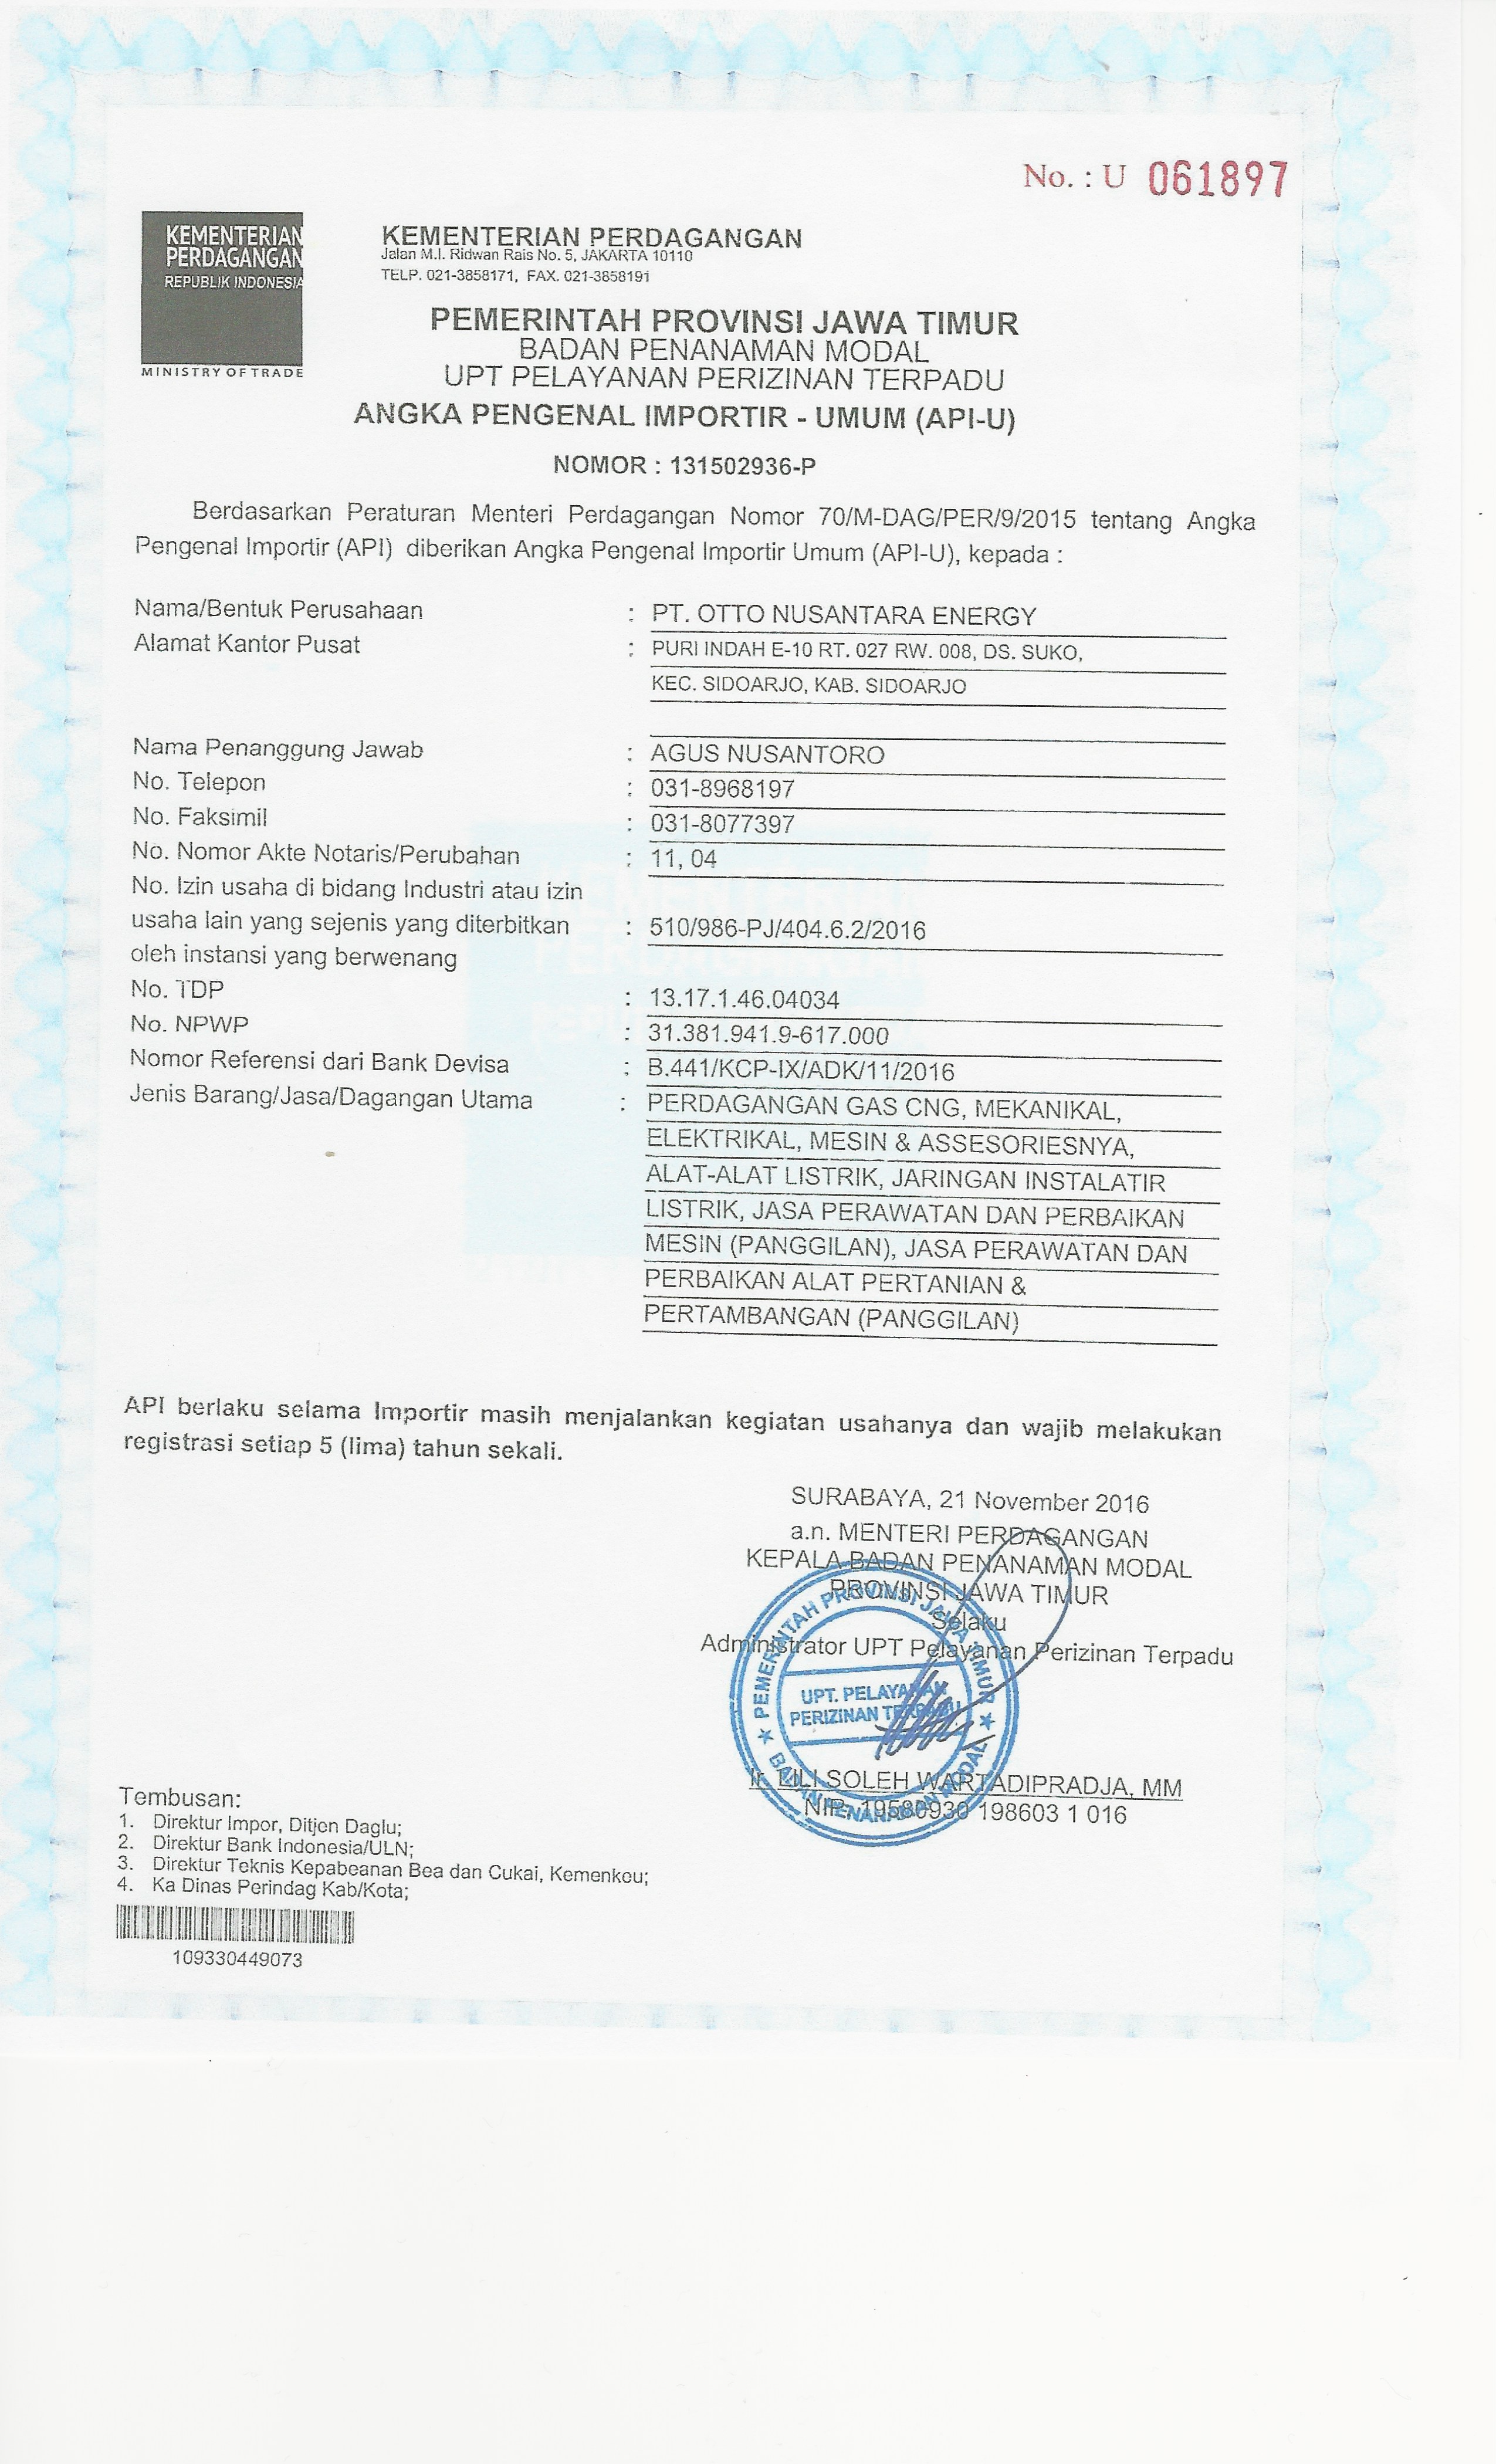 No. : U 061897
KEMENTERIAN
PERDAGANGAN
REPUBLIK INDONESIA
MINISTRY OF TRADE
KEMENTERIAN PERDAGANGAN
Jalan M.I. Ridwan Rais No. 5, JAKARTA 10110
TELP. 021-3858171, FAX. 021-3858191
PEMERINTAH PROVINSI JAWA TIMUR
BADAN PENANAMAN MODAL
UPT PELAYANAN PERIZINAN TERPADU
ANGKA PENGENAL IMPORTIR - UMUM (API-U)
NOMOR : 131502936-P
Berdasarkan Peraturan Menteri Perdagangan Nomor 70/M-DAG/PER/9/2015 tentang Angka
Pengenal Importir (API) diberikan Angka Pengenal Importir Umum (API-U), kepada :
Nama/Bentuk Perusahaan : PT. OTTO NUSANTARA ENERGY
Alamat Kantor Pusat : PURI INDAH E-10 RT. 027 RW. 008, DS. SUKO,
KEC. SIDOARJO, KAB. SIDOARJO
Nama Penanggung Jawab : AGUS NUSANTORO
No. Telepon : 031-8968197
No. Faksimil : 031-8077397
No. Nomor Akte Notaris/Perubahan : 11, 04
No. Izin usaha di bidang Industri atau izin
usaha lain yang sejenis yang diterbitkan : 510/986-PJ/404.6.2/2016
oleh instansi yang berwenang
No. TDP : 13.17.1.46.04034
No. NPWP : 31.381.941.9-617.000
Nomor Referensi dari Bank Devisa : B.441/KCP-IX/ADK/11/2016
Jenis Barang/Jasa/Dagangan Utama : PERDAGANGAN GAS CNG, MEKANIKAL,
ELEKTRIKAL, MESIN & ASSESORIESNYA,
ALAT-ALAT LISTRIK, JARINGAN INSTALATIR
LISTRIK, JASA PERAWATAN DAN PERBAIKAN
MESIN (PANGGILAN), JASA PERAWATAN DAN
PERBAIKAN ALAT PERTANIAN &
PERTAMBANGAN (PANGGILAN)
API berlaku selama Importir masih menjalankan kegiatan usahanya dan wajib melakukan
registrasi setiap 5 (lima) tahun sekali.
SURABAYA, 21 November 2016
a.n. MENTERI PERDAGANGAN
KEPALA BADAN PENANAMAN MODAL
PROVINSI JAWA TIMUR
Selaku
Administrator UPT Pelayanan Perizinan Terpadu
PEMERINTAH PROVINSI JAWA TIMUR
UPT. PELAYANAN
PERIZINAN TERPADU
BADAN PENANAMAN MODAL
Ir. LILI SOLEH WARTADIPRADJA, MM
NIP. 19580930 198603 1 016
Tembusan:
1. Direktur Impor, Ditjen Daglu;
2. Direktur Bank Indonesia/ULN;
3. Direktur Teknis Kepabeanan Bea dan Cukai, Kemenkeu;
4. Ka Dinas Perindag Kab/Kota;
109330449073